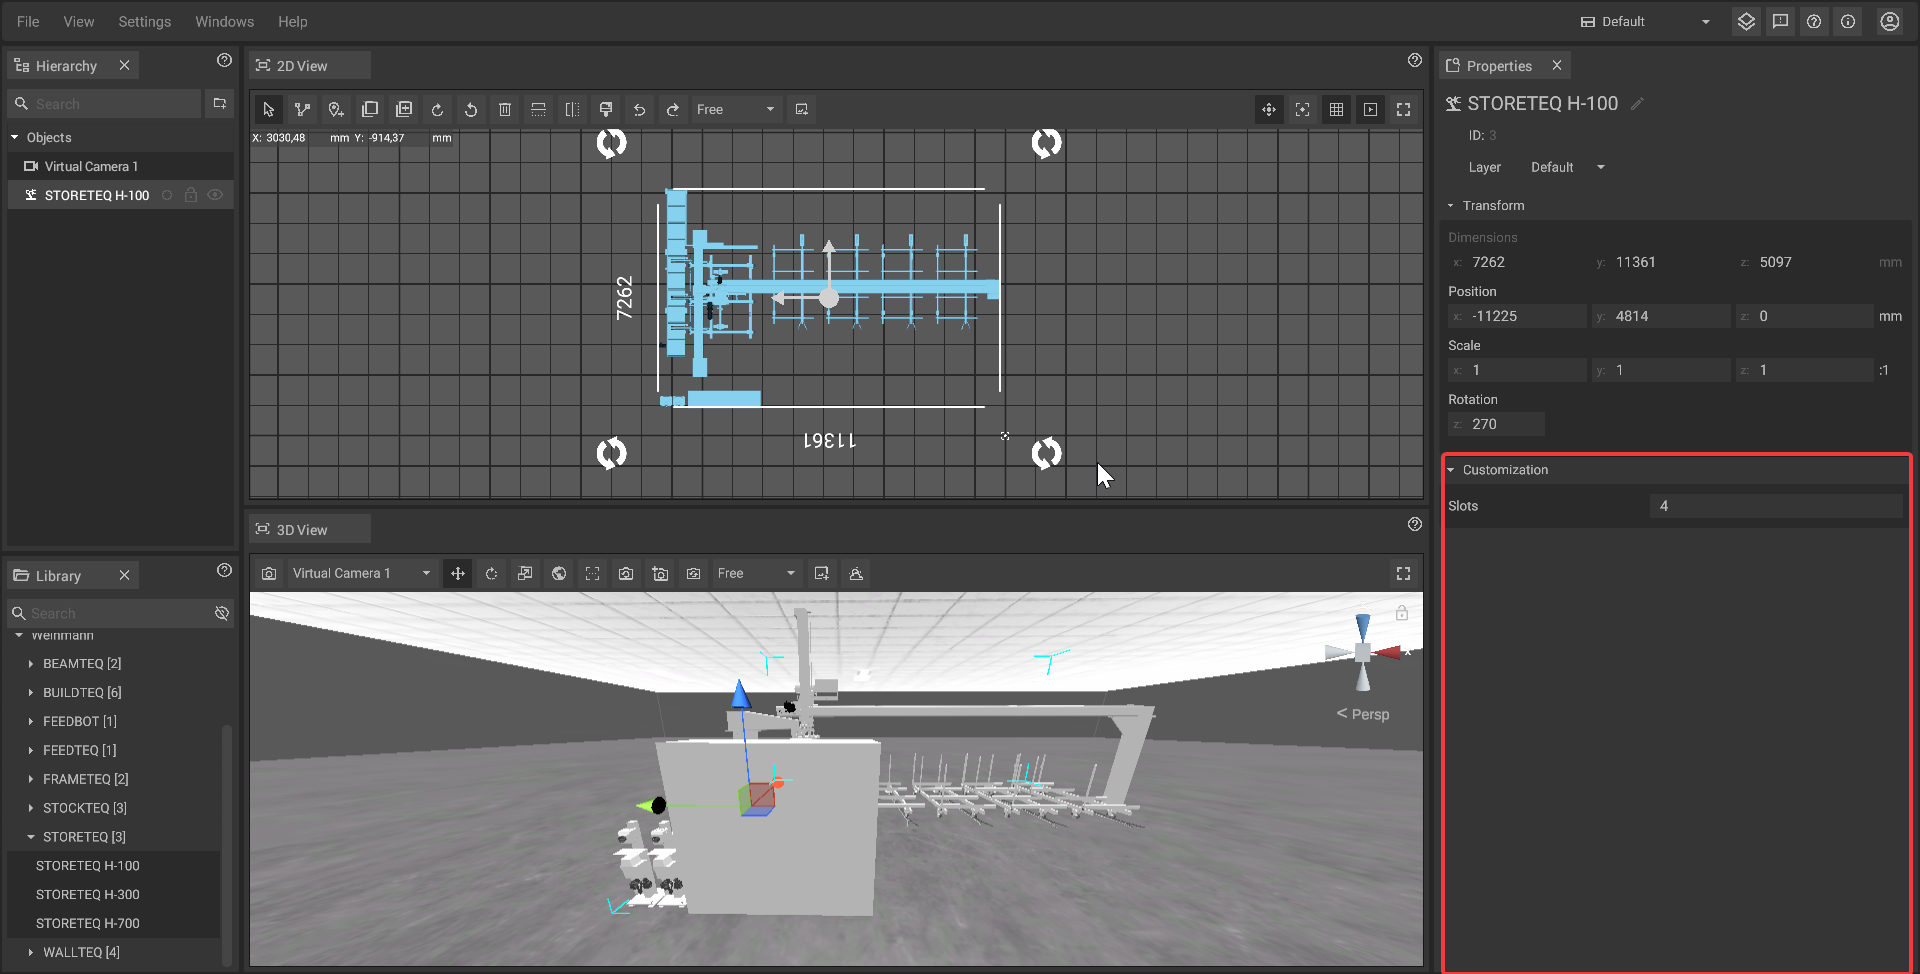 File View Settings Windows Help
Default
Hierarchy
Search
Objects
Virtual Camera 1
STORETEQ H-100
Library
Search
Weinmann
BEAMTEQ [2]
BUILDTEQ [6]
FEEDBOT [1]
FEEDTEQ [1]
FRAMETEQ [2]
STOCKTEQ [3]
STORETEQ [3]
STORETEQ H-100
STORETEQ H-300
STORETEQ H-700
WALLTEQ [4]
2D View
Free
X: 3030,48 mm Y: -914,37 mm
7262
11361
3D View
Virtual Camera 1
Free
x
< Persp
Properties
STORETEQ H-100
ID: 3
Layer Default
Transform
Dimensions
x: 7262 y: 11361 z: 5097 mm
Position
x: -11225 y: 4814 z: 0 mm
Scale
x: 1 y: 1 z: 1 :1
Rotation
z: 270
Customization
Slots 4